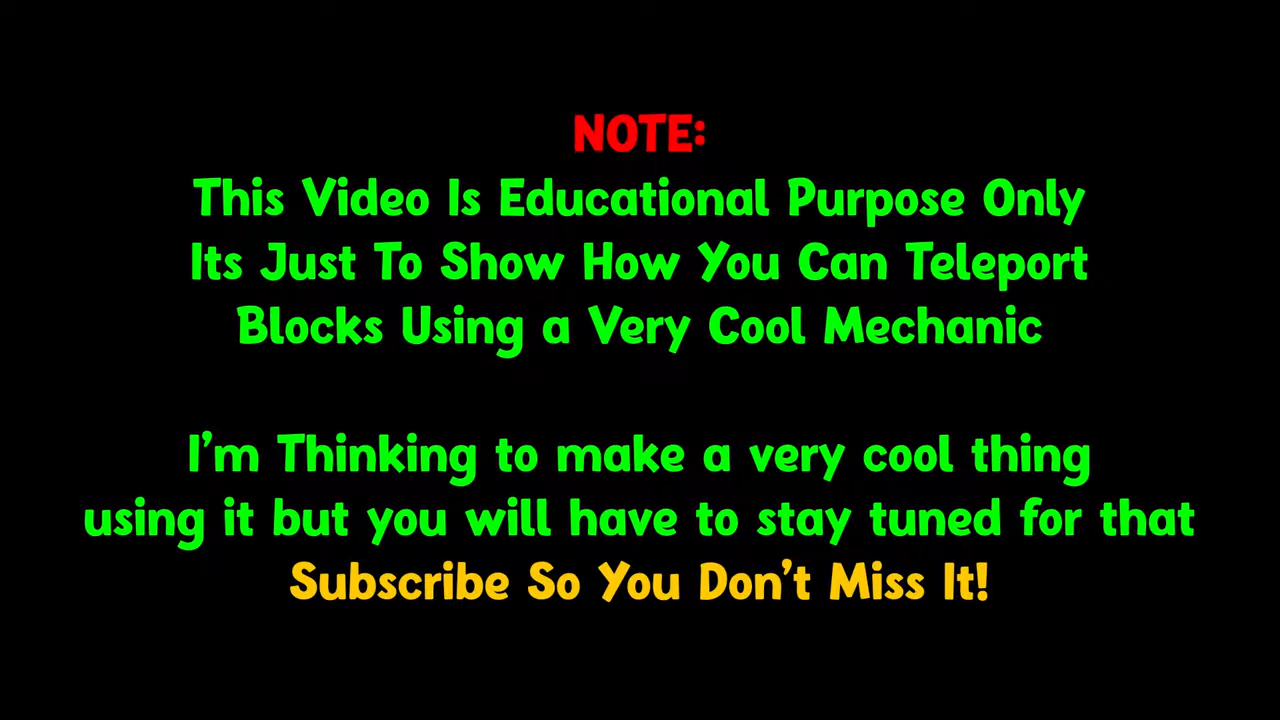 NOTE:
This Video Is Educational Purpose Only
Its Just To Show How You Can Teleport
Blocks Using a Very Cool Mechanic
I'm Thinking to make a very cool thing
using it but you will have to stay tuned for that
Subscribe So You Don't Miss It!